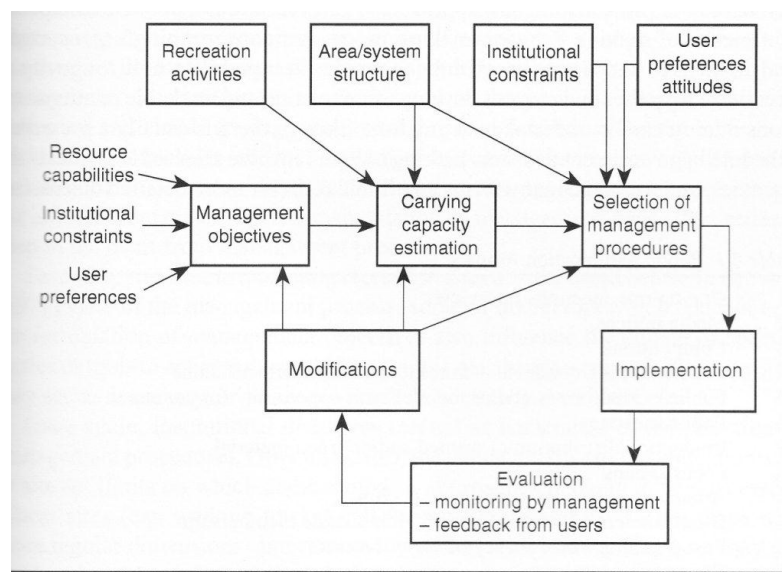 Recreation
activities
Area/system
structure
Institutional
constraints
User
preferences
attitudes
Resource
capabilities
Institutional
constraints
User
preferences
Management
objectives
Carrying
capacity
estimation
Selection of
management
procedures
Modifications
Implementation
Evaluation
– monitoring by management
– feedback from users